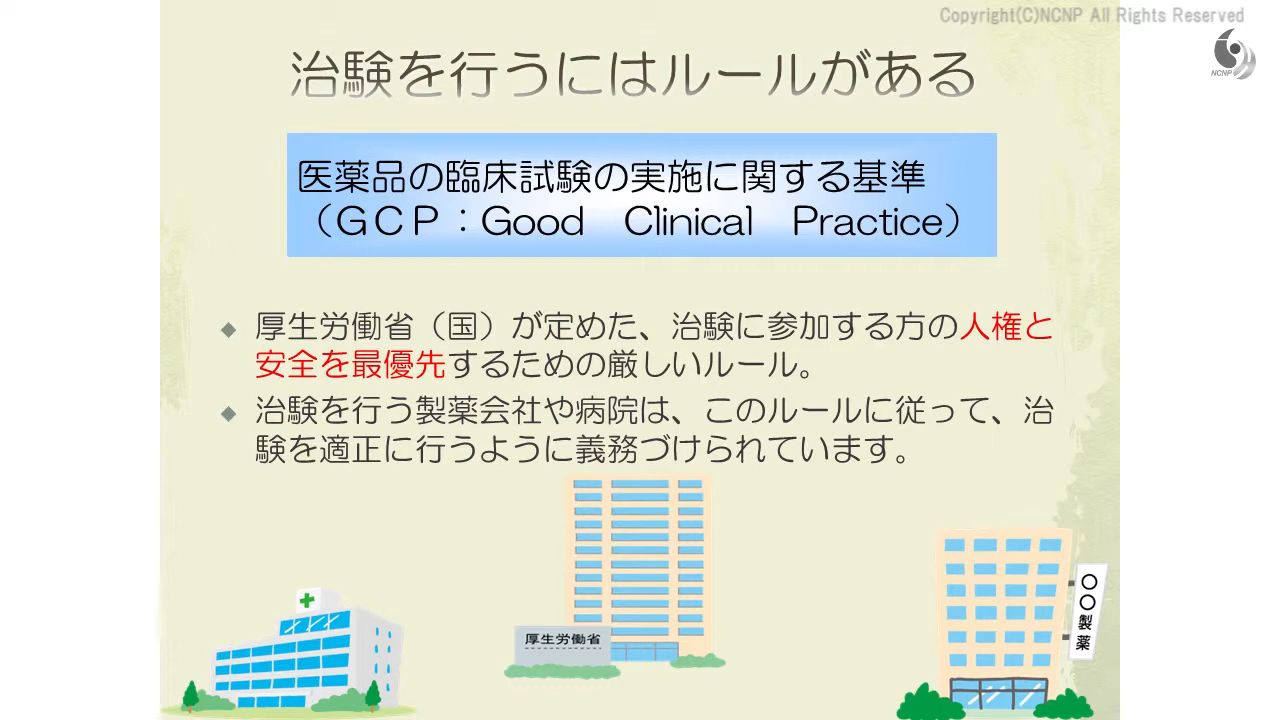 Copyright(C)NCNP All Rights Reserved
NCNP
治験を行うにはルールがある
医薬品の臨床試験の実施に関する基準
（ＧＣＰ：Good　Clinical　Practice）
◆ 厚生労働省（国）が定めた、治験に参加する方の人権と
安全を最優先するための厳しいルール。
◆ 治験を行う製薬会社や病院は、このルールに従って、治
験を適正に行うように義務づけられています。
厚生労働省
〇〇製薬